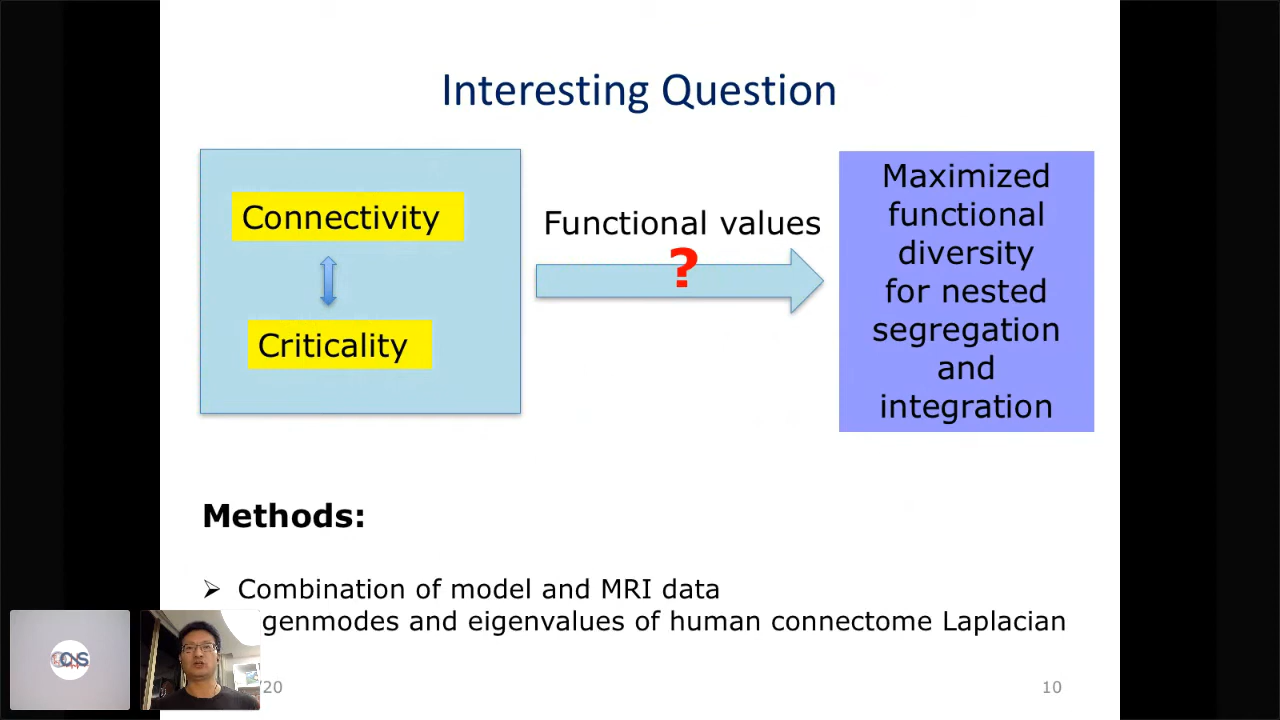 Interesting Question
Connectivity
Criticality
Functional values
?
Maximized
functional
diversity
for nested
segregation
and
integration
Methods:
Combination of model and MRI data
genmodes and eigenvalues of human connectome Laplacian
/20
10